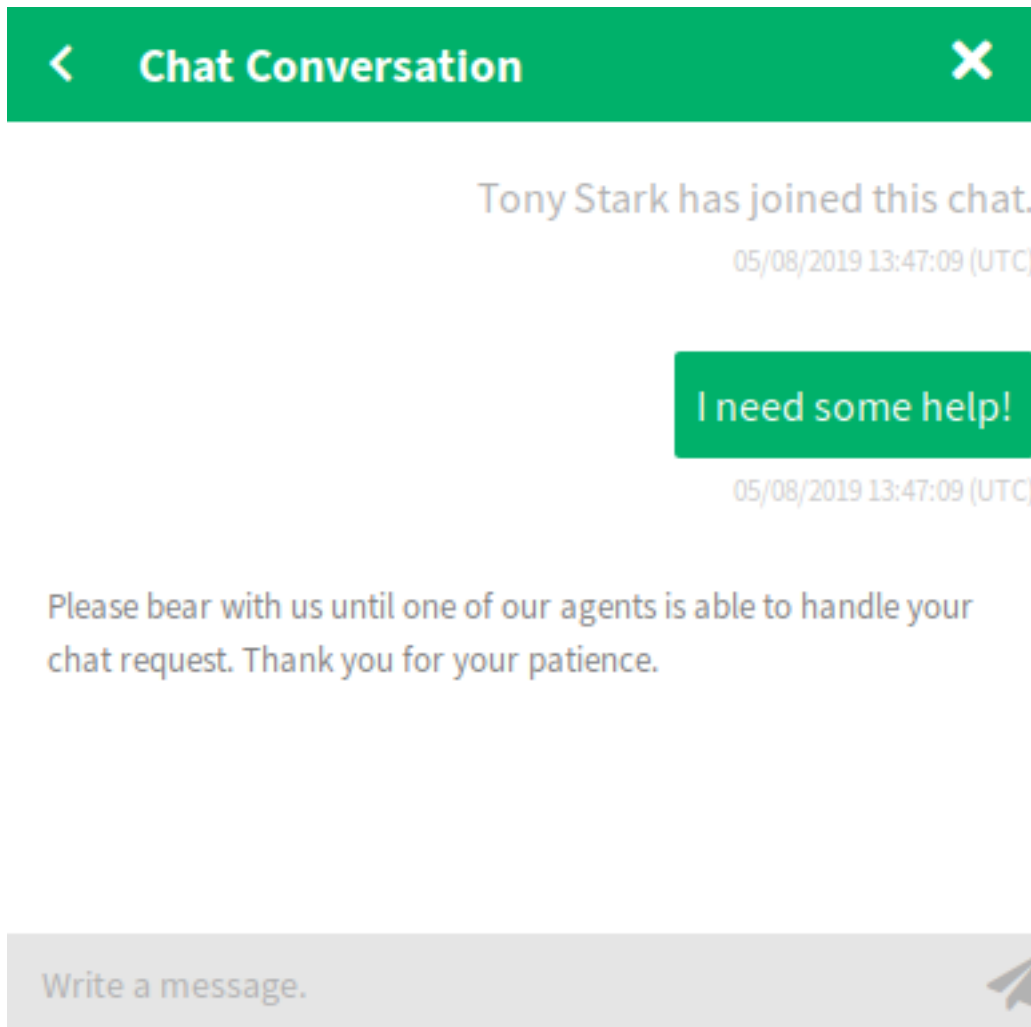 Chat Conversation
Tony Stark has joined this chat.
05/08/2019 13:47:09 (UTC)
I need some help!
05/08/2019 13:47:09 (UTC)
Please bear with us until one of our agents is able to handle your
chat request. Thank you for your patience.
Write a message.